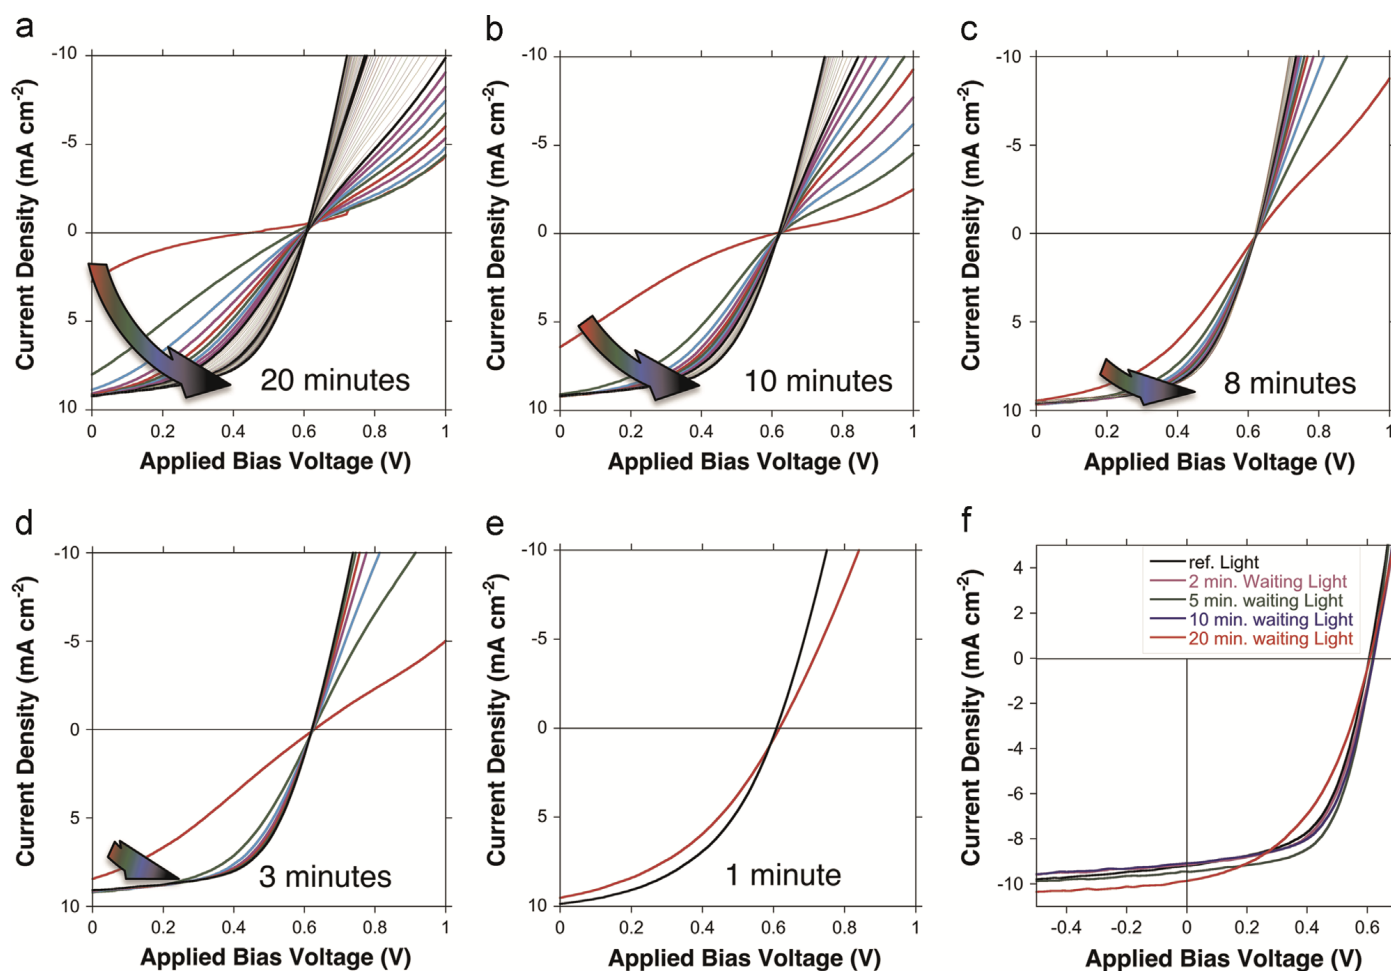 a
-10
-5
0
5
10
Current Density (mA cm-2)
20 minutes
0 0.2 0.4 0.6 0.8 1
Applied Bias Voltage (V)
b
-10
-5
0
5
10
Current Density (mA cm-2)
10 minutes
0 0.2 0.4 0.6 0.8 1
Applied Bias Voltage (V)
c
-10
-5
0
5
10
Current Density (mA cm-2)
8 minutes
0 0.2 0.4 0.6 0.8 1
Applied Bias Voltage (V)
d
-10
-5
0
5
10
Current Density (mA cm-2)
3 minutes
0 0.2 0.4 0.6 0.8 1
Applied Bias Voltage (V)
e
-10
-5
0
5
10
Current Density (mA cm-2)
1 minute
0 0.2 0.4 0.6 0.8 1
Applied Bias Voltage (V)
f
4
2
0
-2
-4
-6
-8
-10
Current Density (mA cm-2)
ref. Light
2 min. Waiting Light
5 min. waiting Light
10 min. waiting Light
20 min. waiting Light
-0.4 -0.2 0 0.2 0.4 0.6
Applied Bias Voltage (V)